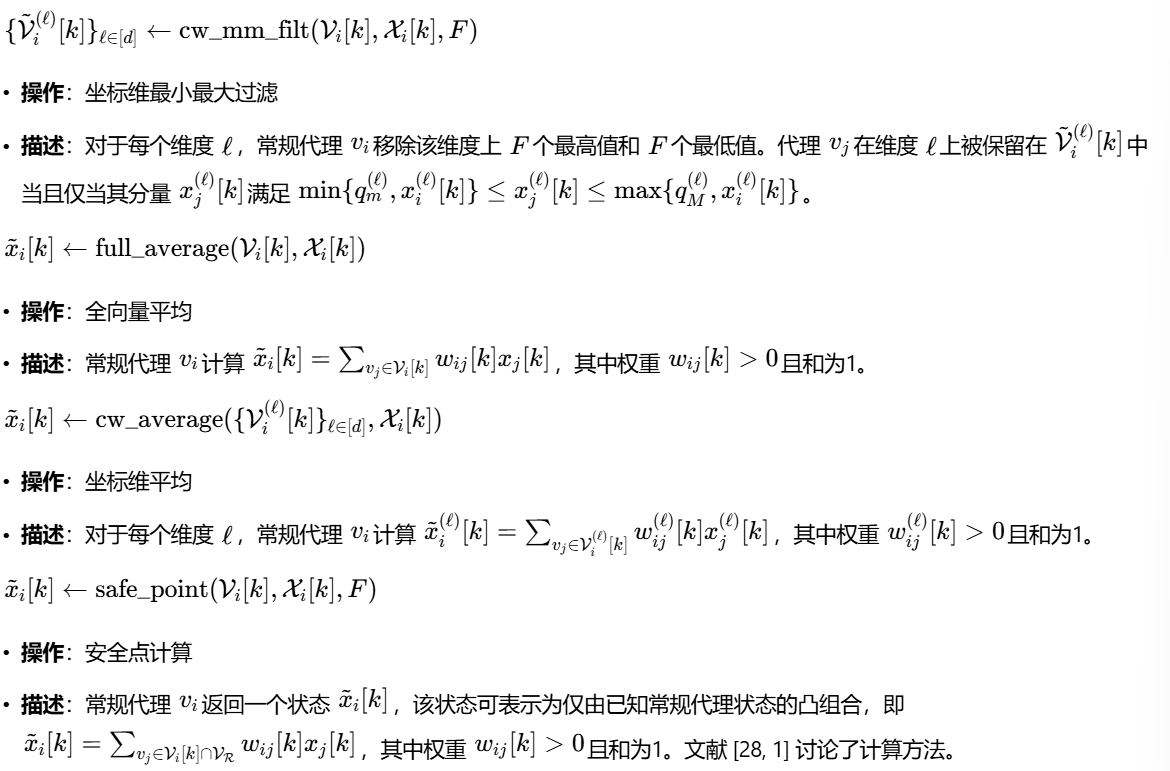 $\{\tilde{\mathcal{V}}_i^{(\ell)}[k]\}_{\ell\in[d]} \leftarrow \text{cw\_mm\_filt}(\mathcal{V}_i[k], \mathcal{X}_i[k], F)$
• 操作：坐标维最小最大过滤
• 描述：对于每个维度 $\ell$，常规代理 $v_i$移除该维度上 $F$ 个最高值和 $F$ 个最低值。代理 $v_j$在维度 $\ell$上被保留在 $\tilde{\mathcal{V}}_i^{(\ell)}[k]$中
当且仅当其分量 $x_j^{(\ell)}[k]$满足 $\min\{q_m^{(\ell)}, x_i^{(\ell)}[k]\} \leq x_j^{(\ell)}[k] \leq \max\{q_M^{(\ell)}, x_i^{(\ell)}[k]\}$。
$\tilde{x}_i[k] \leftarrow \text{full\_average}(\mathcal{V}_i[k], \mathcal{X}_i[k])$
• 操作：全向量平均
• 描述：常规代理 $v_i$计算 $\tilde{x}_i[k] = \sum_{v_j\in\mathcal{V}_i[k]} w_{ij}[k]x_j[k]$，其中权重 $w_{ij}[k] > 0$且和为1。
$\tilde{x}_i[k] \leftarrow \text{cw\_average}(\{\mathcal{V}_i^{(\ell)}[k]\}_{\ell\in[d]}, \mathcal{X}_i[k])$
• 操作：坐标维平均
• 描述：对于每个维度 $\ell$，常规代理 $v_i$计算 $\tilde{x}_i^{(\ell)}[k] = \sum_{v_j\in\mathcal{V}_i^{(\ell)}[k]} w_{ij}^{(\ell)}[k]x_j^{(\ell)}[k]$，其中权重 $w_{ij}^{(\ell)}[k] > 0$且和为1。
$\tilde{x}_i[k] \leftarrow \text{safe\_point}(\mathcal{V}_i[k], \mathcal{X}_i[k], F)$
• 操作：安全点计算
• 描述：常规代理 $v_i$返回一个状态 $\tilde{x}_i[k]$，该状态可表示为仅由已知常规代理状态的凸组合，即
$\tilde{x}_i[k] = \sum_{v_j\in\mathcal{V}_i[k]\cap\mathcal{V}_\mathcal{R}} w_{ij}[k]x_j[k]$，其中权重 $w_{ij}[k] > 0$且和为1。文献 [28, 1] 讨论了计算方法。